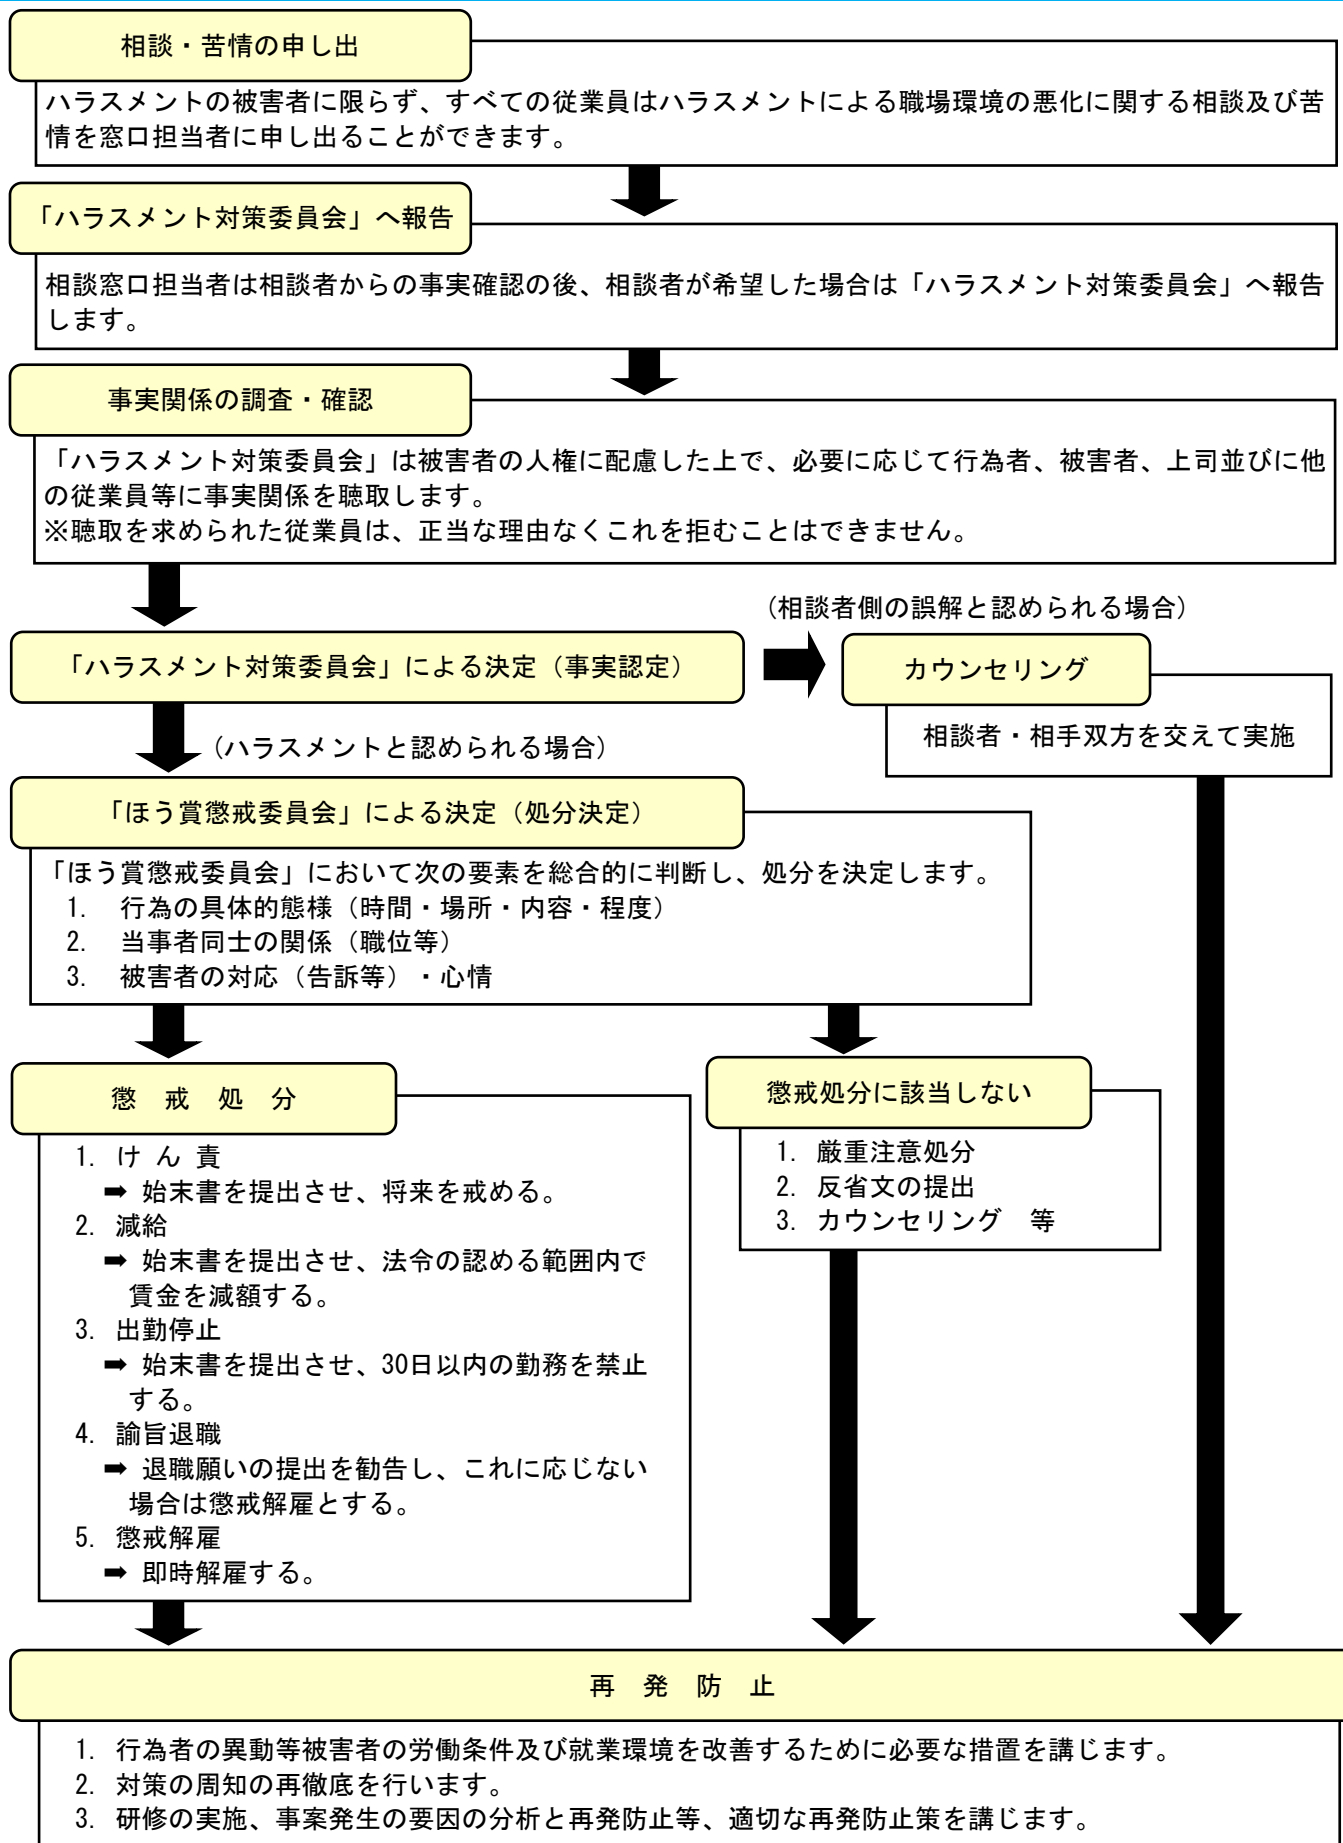 相談・苦情の申し出
ハラスメントの被害者に限らず、すべての従業員はハラスメントによる職場環境の悪化に関する相談及び苦
情を窓口担当者に申し出ることができます。
「ハラスメント対策委員会」へ報告
相談窓口担当者は相談者からの事実確認の後、相談者が希望した場合は「ハラスメント対策委員会」へ報告
します。
事実関係の調査・確認
「ハラスメント対策委員会」は被害者の人権に配慮した上で、必要に応じて行為者、被害者、上司並びに他
の従業員等に事実関係を聴取します。
※聴取を求められた従業員は、正当な理由なくこれを拒むことはできません。
(相談者側の誤解と認められる場合)
「ハラスメント対策委員会」による決定（事実認定）
カウンセリング
相談者・相手双方を交えて実施
(ハラスメントと認められる場合)
「ほう賞懲戒委員会」による決定（処分決定）
「ほう賞懲戒委員会」において次の要素を総合的に判断し、処分を決定します。
1. 行為の具体的態様（時間・場所・内容・程度）
2. 当事者同士の関係（職位等）
3. 被害者の対応（告訴等）・心情
懲　戒　処　分
1. け ん 責
➡ 始末書を提出させ、将来を戒める。
2. 減給
➡ 始末書を提出させ、法令の認める範囲内で
賃金を減額する。
3. 出勤停止
➡ 始末書を提出させ、30日以内の勤務を禁止
する。
4. 諭旨退職
➡ 退職願いの提出を勧告し、これに応じない
場合は懲戒解雇とする。
5. 懲戒解雇
➡ 即時解雇する。
懲戒処分に該当しない
1. 厳重注意処分
2. 反省文の提出
3. カウンセリング　等
再　発　防　止
1. 行為者の異動等被害者の労働条件及び就業環境を改善するために必要な措置を講じます。
2. 対策の周知の再徹底を行います。
3. 研修の実施、事案発生の要因の分析と再発防止等、適切な再発防止策を講じます。